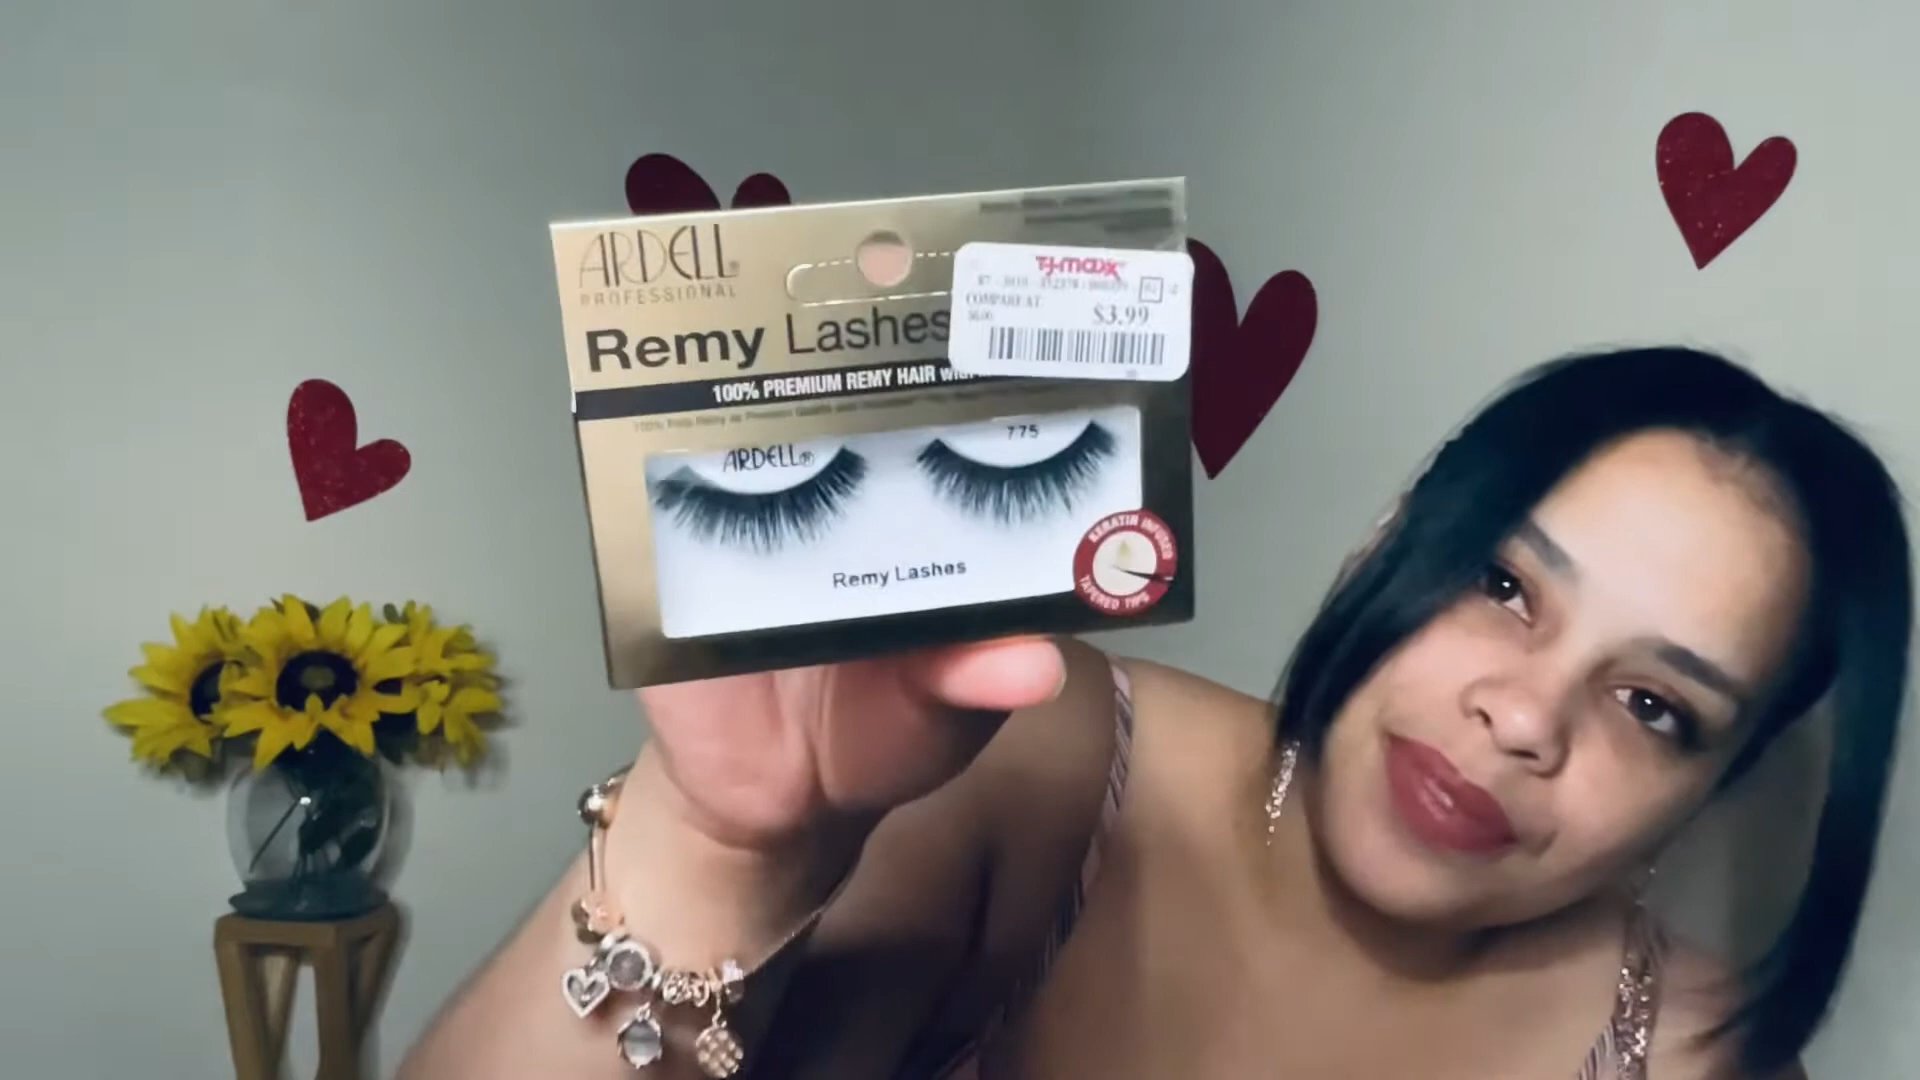 ARDELL®
PROFESSIONAL
Remy Lashes
100% PREMIUM REMY HAIR
T.J.maxx
COMPARE AT
$3.99
ARDELL®
775
Remy Lashes
KERATIN INFUSED
TAPERED TIPS